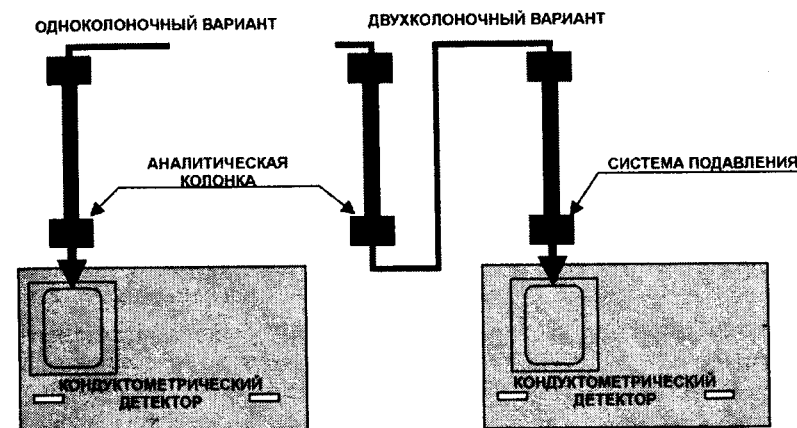 ОДНОКОЛОНОЧНЫЙ ВАРИАНТ
ДВУХКОЛОНОЧНЫЙ ВАРИАНТ
АНАЛИТИЧЕСКАЯ
КОЛОНКА
СИСТЕМА ПОДАВЛЕНИЯ
КОНДУКТОМЕТРИЧЕСКИЙ
ДЕТЕКТОР
КОНДУКТОМЕТРИЧЕСКИЙ
ДЕТЕКТОР